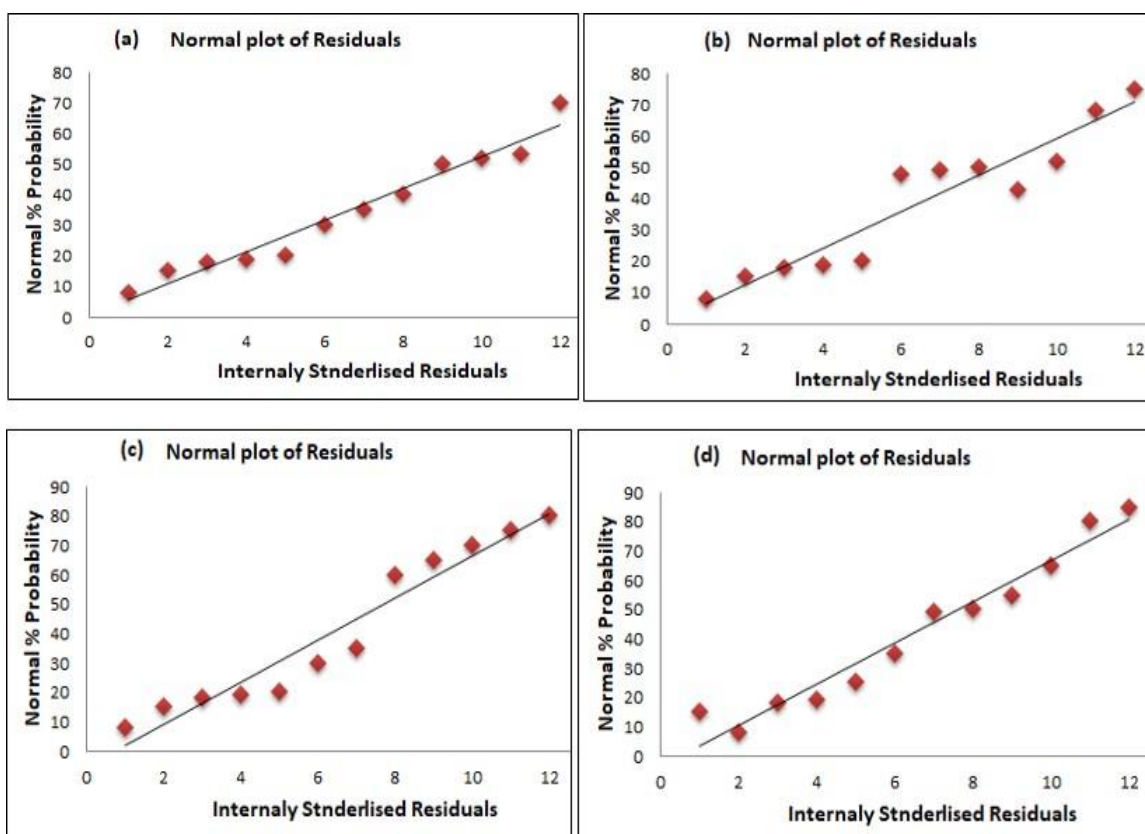 (a) Normal plot of Residuals
Normal % Probability
80
70
60
50
40
30
20
10
0
0 2 4 6 8 10 12
Internaly Stnderlised Residuals
(b) Normal plot of Residuals
Normal % Probability
80
70
60
50
40
30
20
10
0
0 2 4 6 8 10 12
Internaly Stnderlised Residuals
(c) Normal plot of Residuals
Normal % Probability
90
80
70
60
50
40
30
20
10
0
0 2 4 6 8 10 12
Internaly Stnderlised Residuals
(d) Normal plot of Residuals
Normal % Probability
90
80
70
60
50
40
30
20
10
0
0 2 4 6 8 10 12
Internaly Stnderlised Residuals